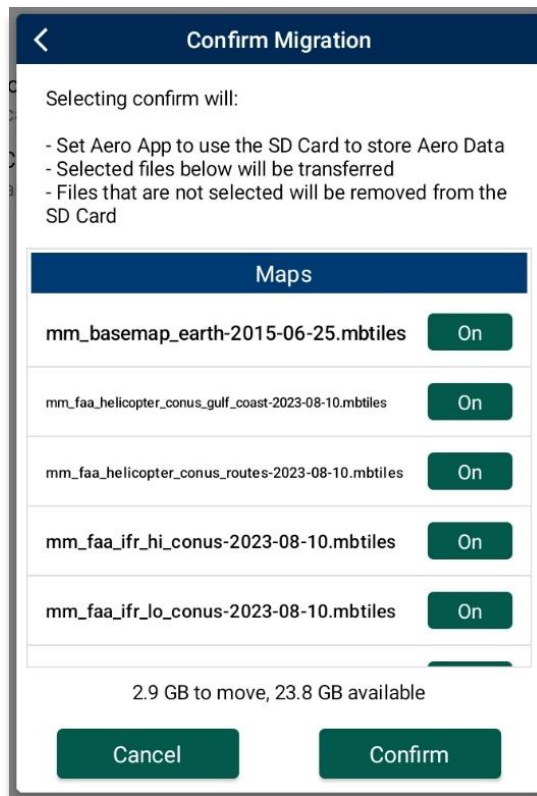 Confirm Migration
Selecting confirm will:
- Set Aero App to use the SD Card to store Aero Data
- Selected files below will be transferred
- Files that are not selected will be removed from the
SD Card
Maps
mm_basemap_earth-2015-06-25.mbtiles On
mm_faa_helicopter_conus_gulf_coast-2023-08-10.mbtiles On
mm_faa_helicopter_conus_routes-2023-08-10.mbtiles On
mm_faa_ifr_hi_conus-2023-08-10.mbtiles On
mm_faa_ifr_lo_conus-2023-08-10.mbtiles On
2.9 GB to move, 23.8 GB available
Cancel Confirm